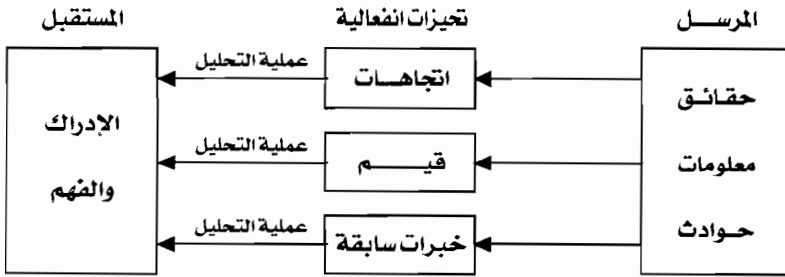 المرسل
تحيزات انفعالية
المستقبل
حقائق
معلومات
حوادث
اتجاهات
قيم
خبرات سابقة
عملية التحليل
عملية التحليل
عملية التحليل
الإدراك
والفهم